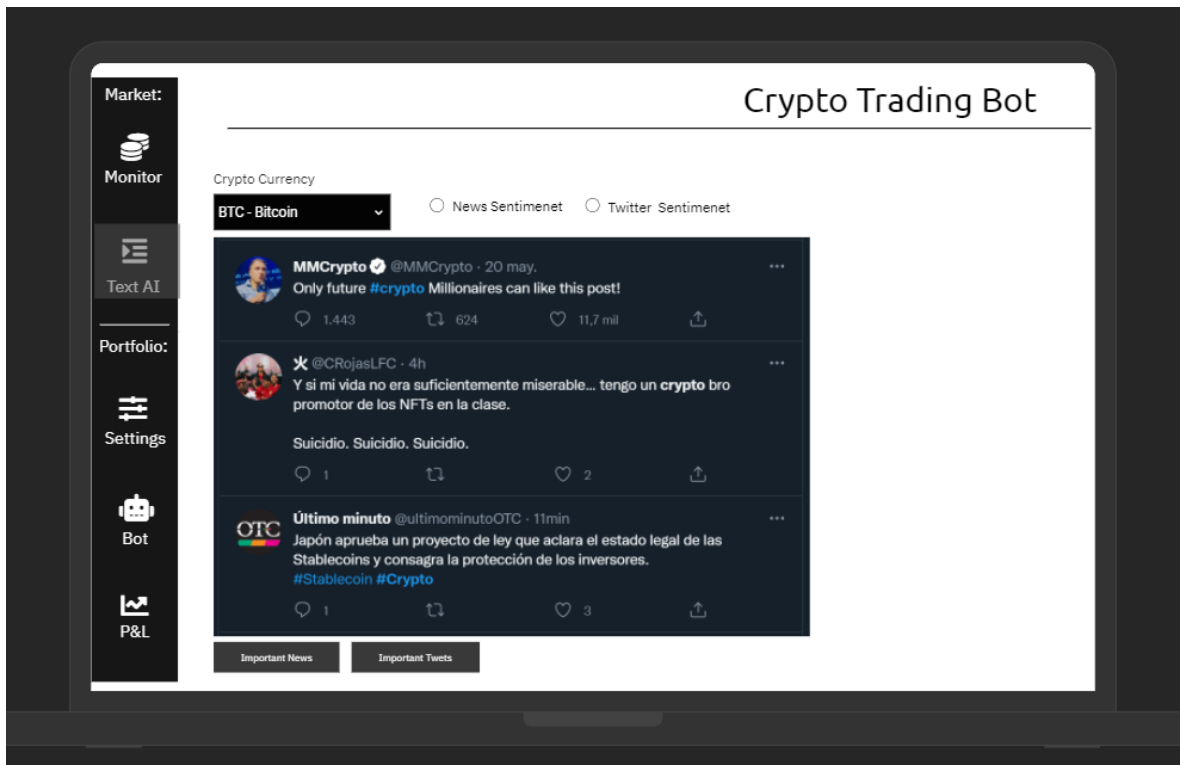 Market:
Crypto Trading Bot
Monitor
Crypto Currency
BTC - Bitcoin
News Sentimenet
Twitter Sentimenet
Text AI
MMCrypto @MMCrypto · 20 may.
Only future #crypto Millionaires can like this post!
1.443 624 11,7 mil
Portfolio:
火 @CRojasLFC · 4h
Y si mi vida no era suficientemente miserable... tengo un crypto bro
promotor de los NFTs en la clase.
Suicidio. Suicidio. Suicidio.
1 2
Settings
OTC
Último minuto @ultimominutoOTC · 11min
Japón aprueba un proyecto de ley que aclara el estado legal de las
Stablecoins y consagra la protección de los inversores.
#Stablecoin #Crypto
1 3
Bot
P&L
Important News
Important Twets